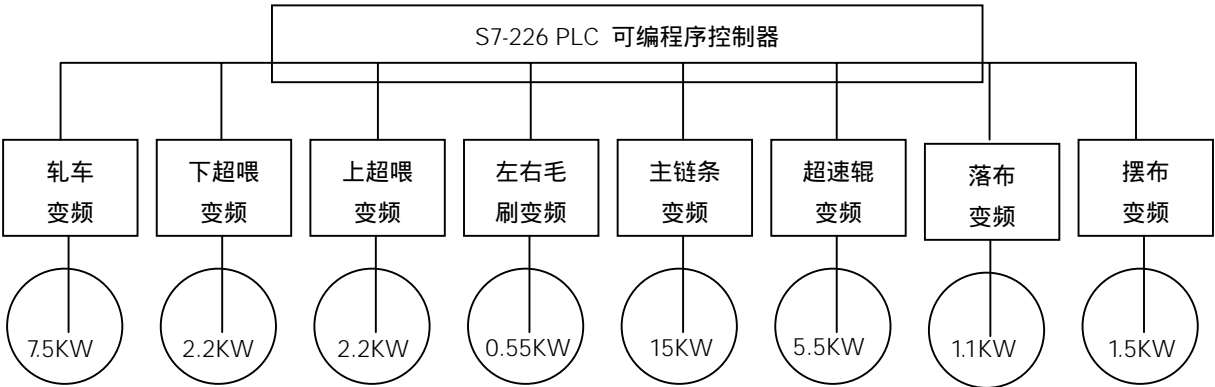 S7-226 PLC 可编程序控制器
轧车
变频
下超喂
变频
上超喂
变频
左右毛
刷变频
主链条
变频
超速辊
变频
落布
变频
摆布
变频
7.5KW
2.2KW
2.2KW
0.55KW
15KW
5.5KW
1.1KW
1.5KW